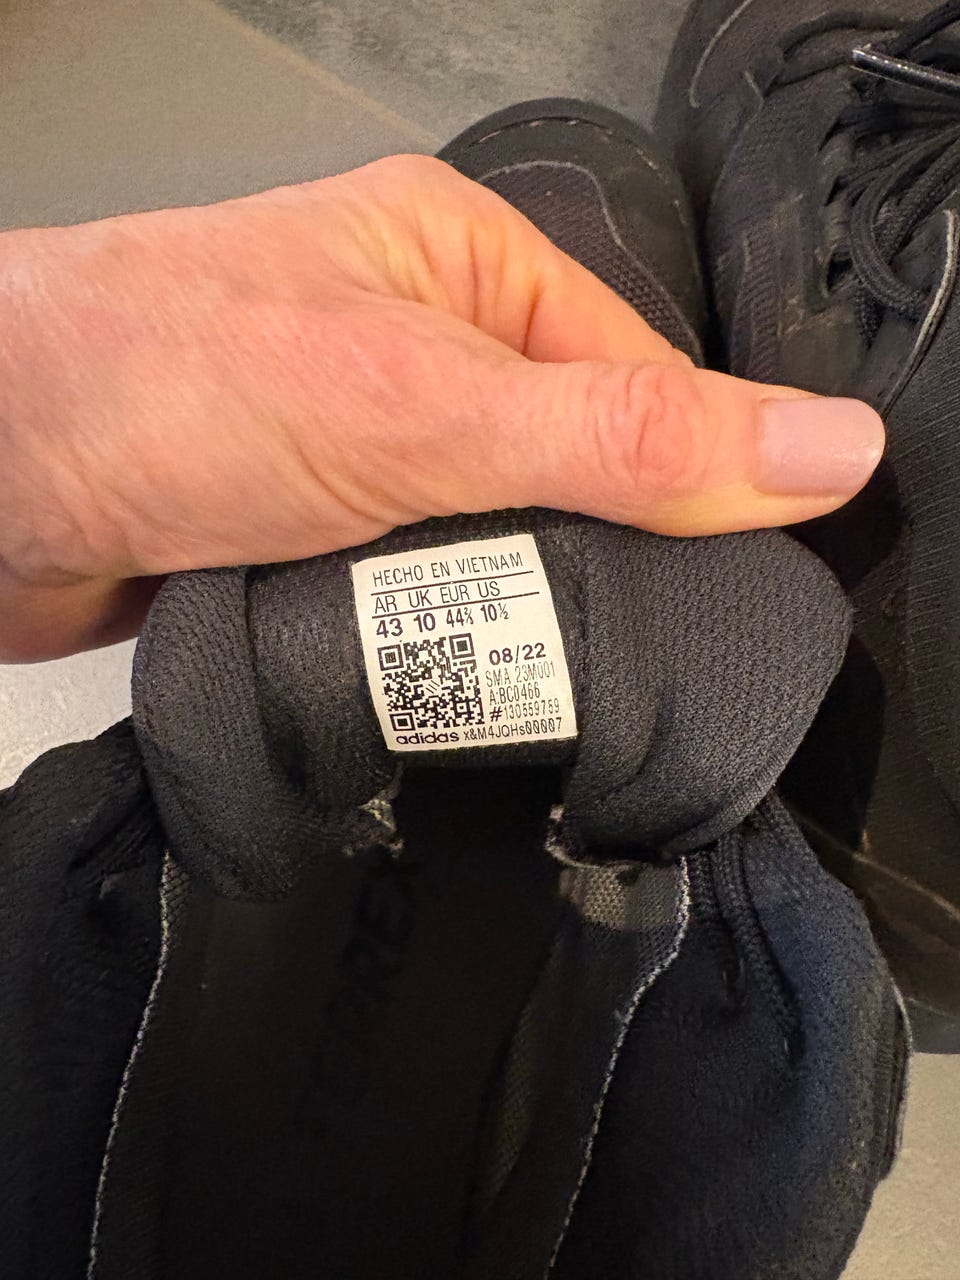 HECHO EN VIETNAM
AR UK EUR US
43 10 44⅔ 10½
08/22
SMA 23M001
A:BC0466
#130559759
adidas x&M4JQHs00007